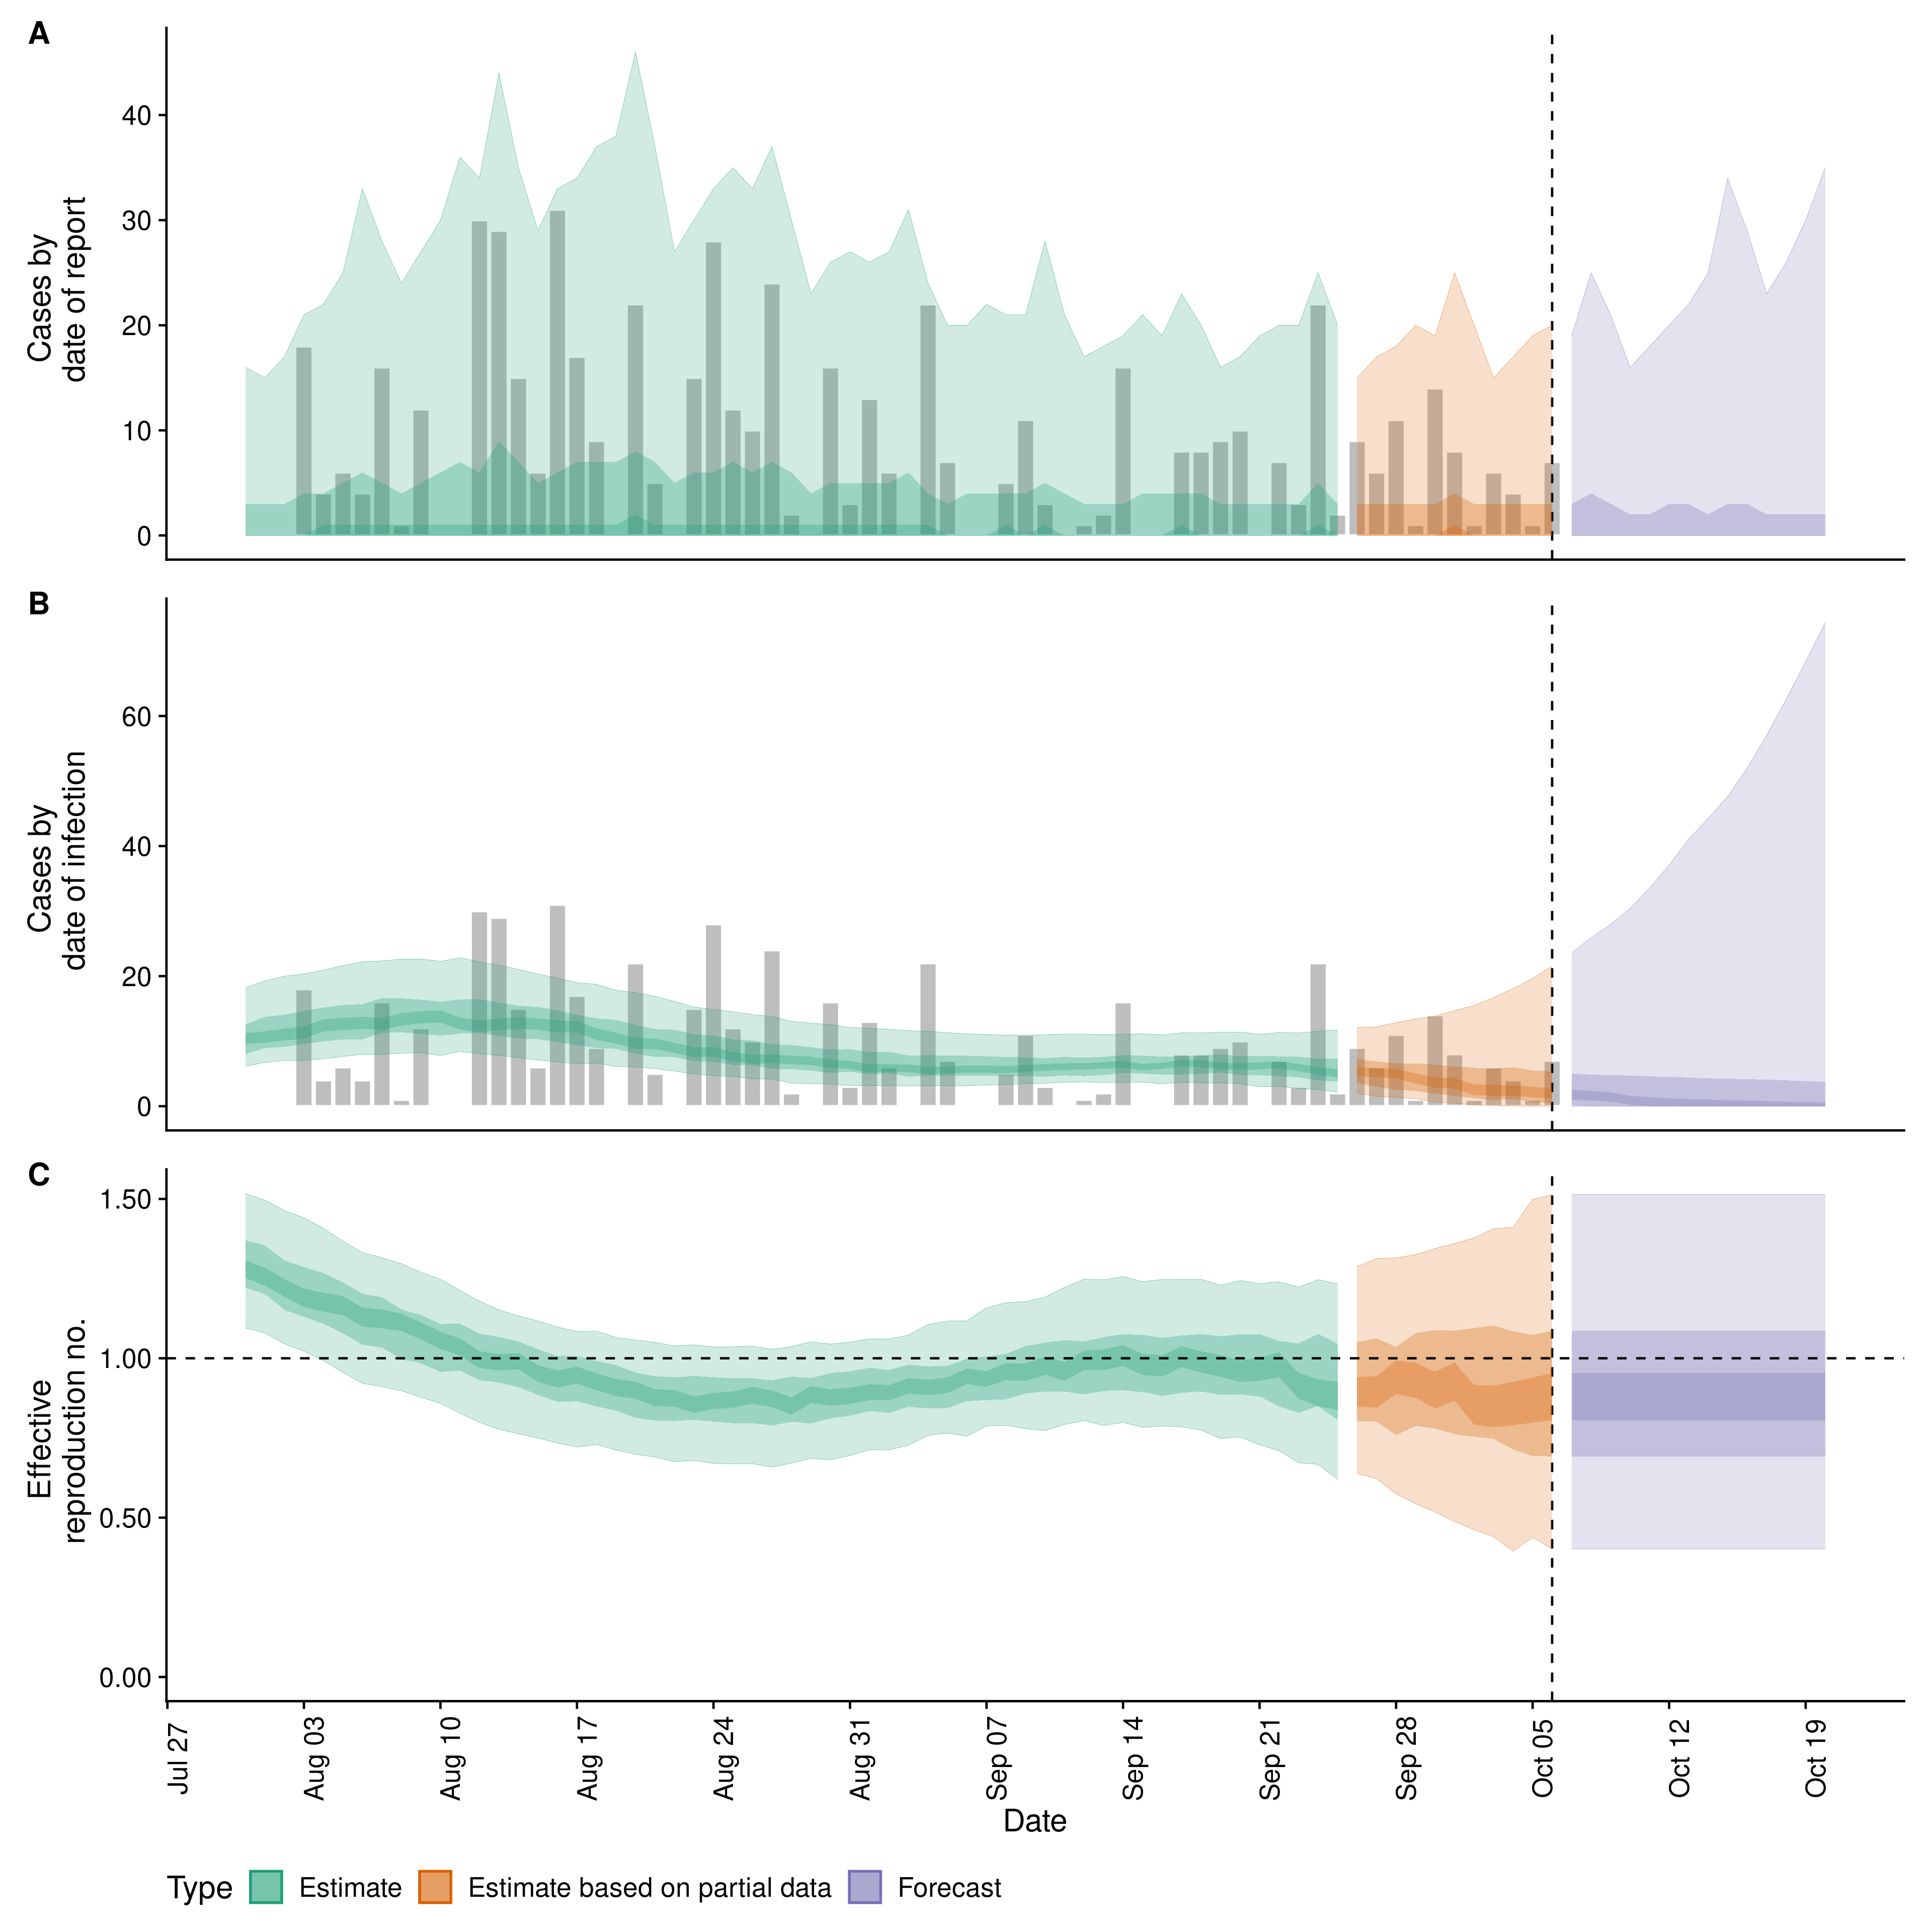 A
Cases by
date of report
40
30
20
10
0
B
Cases by
date of infection
60
40
20
0
C
Effective
reproduction no.
1.50
1.00
0.50
0.00
Jul 27
Aug 03
Aug 10
Aug 17
Aug 24
Aug 31
Sep 07
Sep 14
Sep 21
Sep 28
Oct 05
Oct 12
Oct 19
Date
Type Estimate Estimate based on partial data Forecast